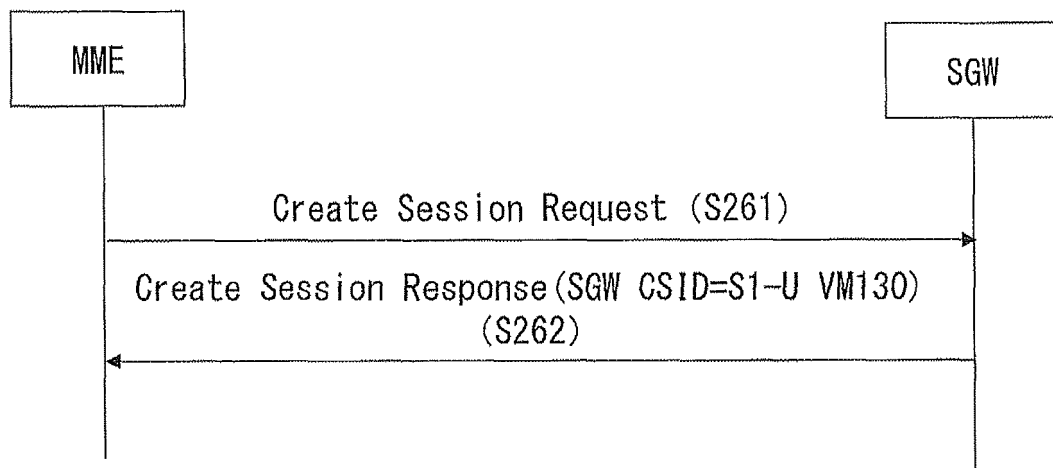 MME
SGW
Create Session Request (S261)
Create Session Response(SGW CSID=S1-U VM130)
(S262)